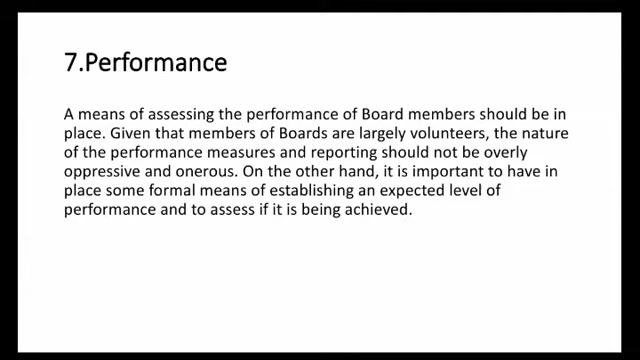 7.Performance
A means of assessing the performance of Board members should be in
place. Given that members of Boards are largely volunteers, the nature
of the performance measures and reporting should not be overly
oppressive and onerous. On the other hand, it is important to have in
place some formal means of establishing an expected level of
performance and to assess if it is being achieved.